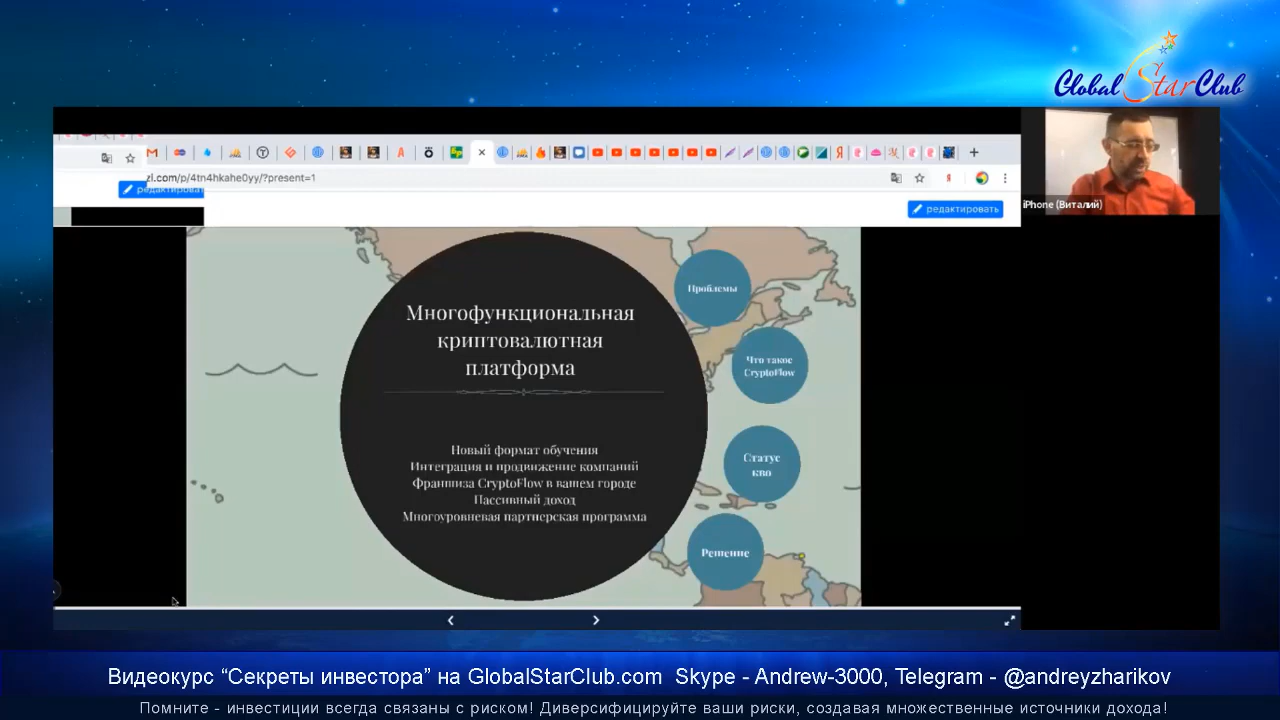 Global Star Club
zi.com/p/4tn4hkahe0yy/?present=1
редактировать
редактировать
iPhone (Виталий)
Многофункциональная
криптовалютная
платформа
Новый формат обучения
Интеграция и продвижение компаний
Франшиза CryptoFlow в вашем городе
Пассивный доход
Многоуровневая партнерская программа
Проблемы
Что такое
CryptoFlow
Статус
кво
Решение
Видеокурс “Секреты инвестора” на GlobalStarClub.com Skype - Andrew-3000, Telegram - @andreyzharikov
Помните - инвестиции всегда связаны с риском! Диверсифицируйте ваши риски, создавая множественные источники дохода!